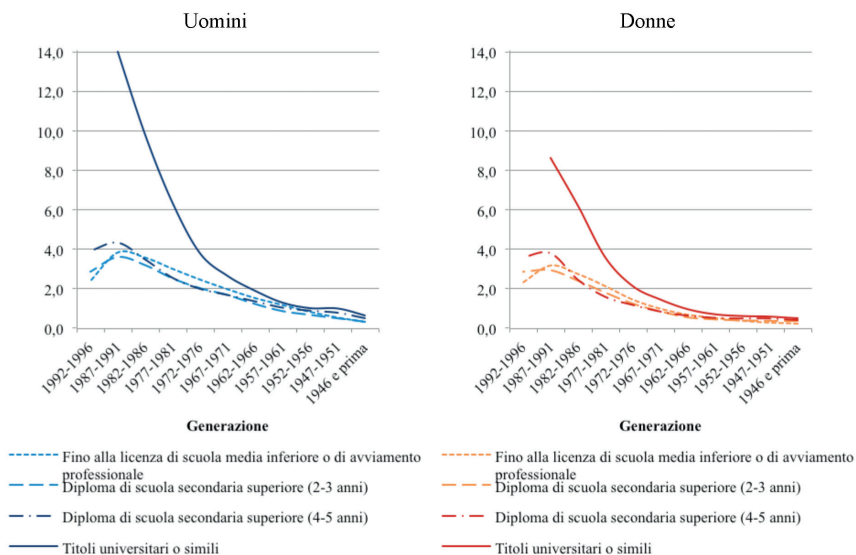 Uomini
14,0
12,0
10,0
8,0
6,0
4,0
2,0
0,0
1992-1996
1987-1991
1982-1986
1977-1981
1972-1976
1967-1971
1962-1966
1957-1961
1952-1956
1947-1951
1946 e prima
Generazione
Fino alla licenza di scuola media inferiore o di avviamento
professionale
Diploma di scuola secondaria superiore (2-3 anni)
Diploma di scuola secondaria superiore (4-5 anni)
Titoli universitari o simili
Donne
14,0
12,0
10,0
8,0
6,0
4,0
2,0
0,0
1992-1996
1987-1991
1982-1986
1977-1981
1972-1976
1967-1971
1962-1966
1957-1961
1952-1956
1947-1951
1946 e prima
Generazione
Fino alla licenza di scuola media inferiore o di avviamento
professionale
Diploma di scuola secondaria superiore (2-3 anni)
Diploma di scuola secondaria superiore (4-5 anni)
Titoli universitari o simili